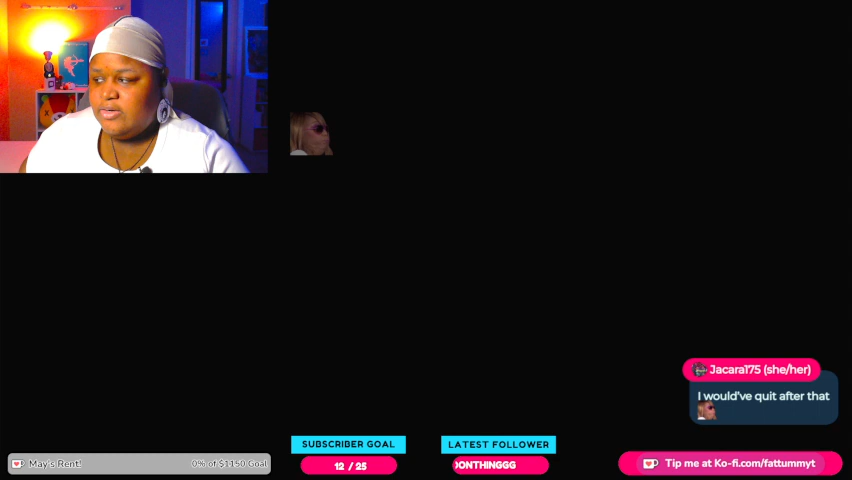 Jacara175 (she/her)
I would've quit after that
SUBSCRIBER GOAL
LATEST FOLLOWER
May's Rent!
0% of $1150 Goal
12 / 25
OONTHINGGG
Tip me at Ko-fi.com/fattummyt